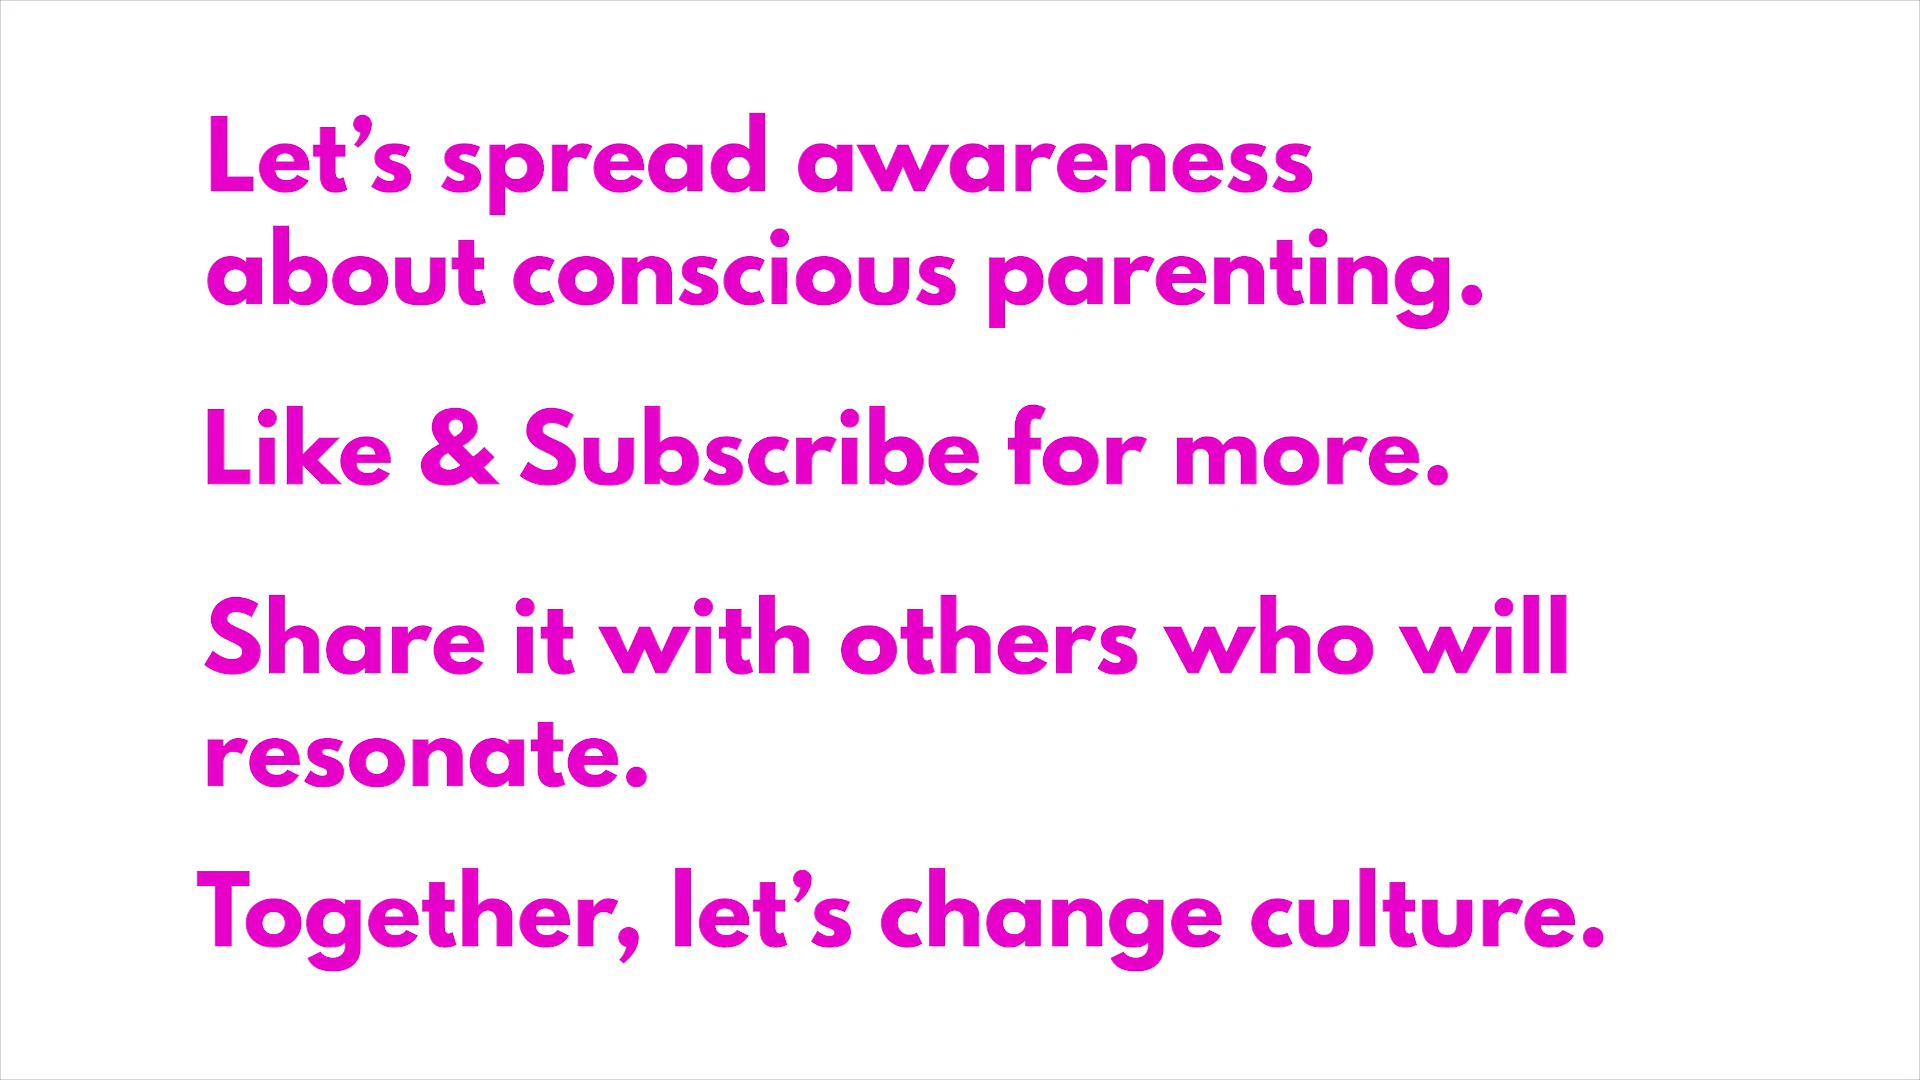 Let’s spread awareness
about conscious parenting.
Like & Subscribe for more.
Share it with others who will
resonate.
Together, let’s change culture.